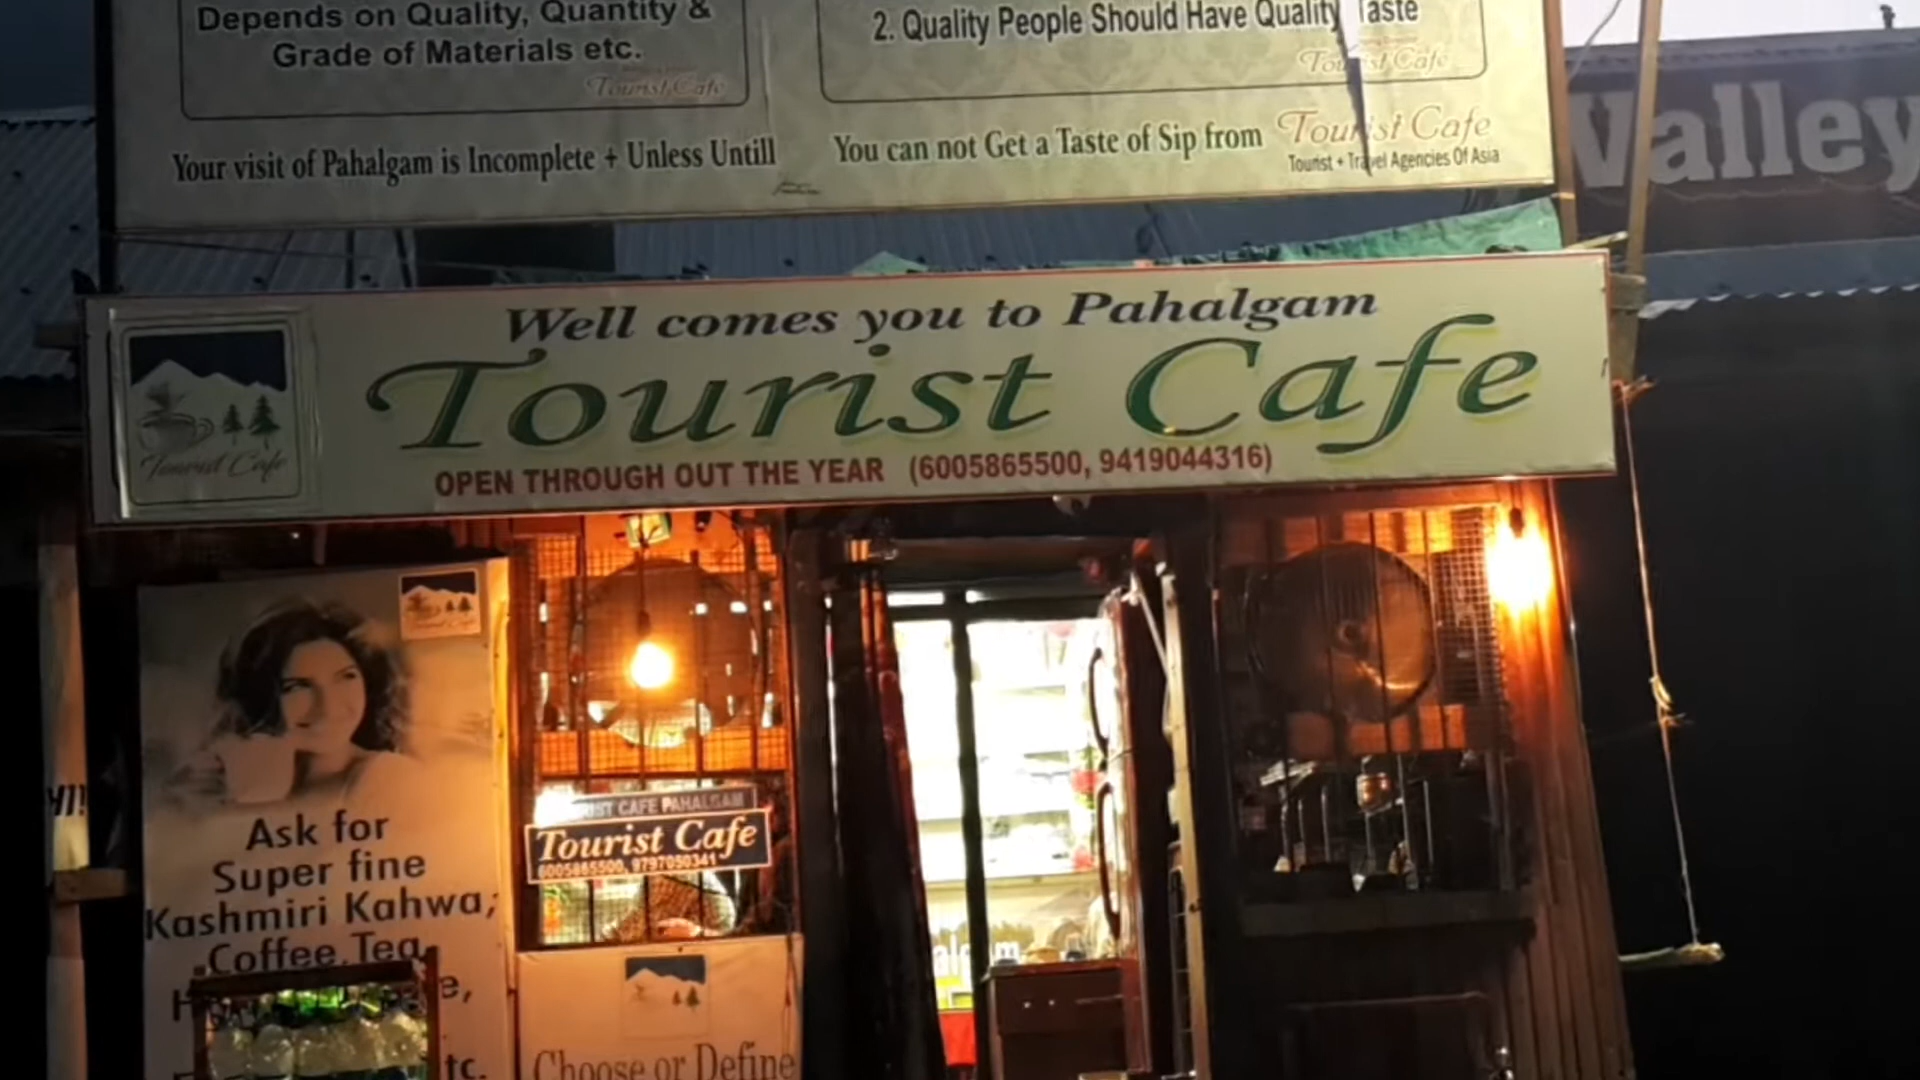 Depends on Quality, Quantity &
Grade of Materials etc.
Tourist Cafe
2. Quality People Should Have Quality Taste
Tourist Cafe
Your visit of Pahalgam is Incomplete + Unless Untill
You can not Get a Taste of Sip from Tourist Cafe
Tourist + Travel Agencies Of Asia
Valley
Well comes you to Pahalgam
Tourist Cafe
Tourist Cafe
OPEN THROUGH OUT THE YEAR (6005865500, 9419044316)
HI!
Ask for
Super fine
Kashmiri Kahwa;
Coffee, Tea,
H e,
tc.
CAFE PAHALGAM
Tourist Cafe
6005865500, 9797050341
Choose or Define